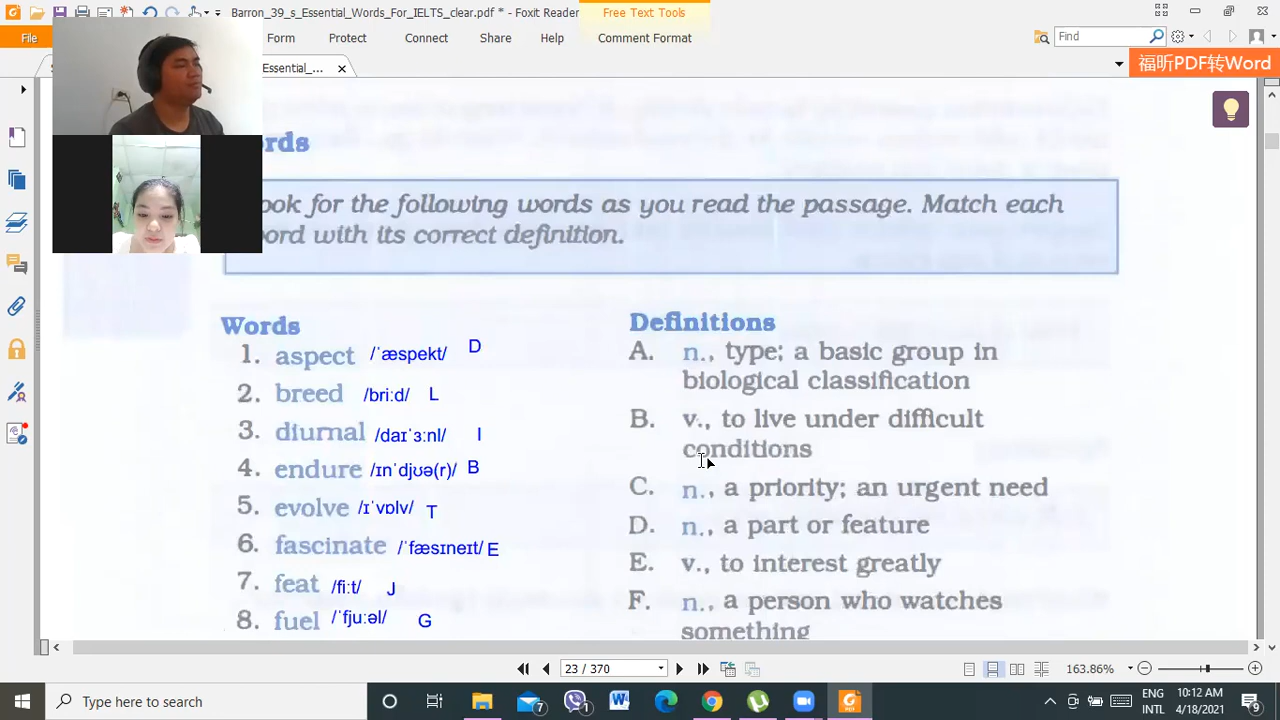 Barron_39_s_Essential_Words_For_IELTS_clear.pdf * - Foxit Reader
Free Text Tools
File
Form
Protect
Connect
Share
Help
Comment Format
Find
Essential_...
福昕PDF转Word
ords
ook for the following words as you read the passage. Match each
ord with its correct definition.
Words
1. aspect /ˈæspekt/ D
2. breed /briːd/ L
3. diurnal /daɪˈɜːnl/ I
4. endure /ɪnˈdjʊə(r)/ B
5. evolve /ɪˈvɒlv/ T
6. fascinate /ˈfæsɪneɪt/ E
7. feat /fiːt/ J
8. fuel /ˈfjuːəl/ G
Definitions
A. n., type; a basic group in
biological classification
B. v., to live under difficult
conditions
C. n., a priority; an urgent need
D. n., a part or feature
E. v., to interest greatly
F. n., a person who watches
something
23 / 370
163.86%
Type here to search
7
1
ENG
INTL
10:12 AM
4/18/2021
9